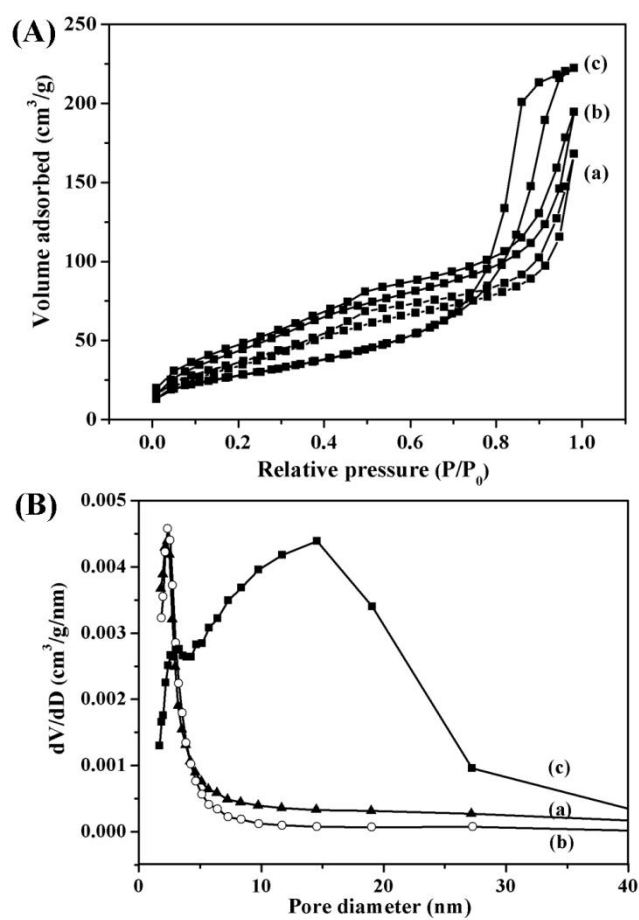 (A)
250
200
150
100
50
0
Volume adsorbed (cm³/g)
(c)
(b)
(a)
0.0 0.2 0.4 0.6 0.8 1.0
Relative pressure (P/P₀)
(B)
0.005
0.004
0.003
0.002
0.001
0.000
dV/dD (cm³/g/nm)
(c)
(a)
(b)
0 10 20 30 40
Pore diameter (nm)